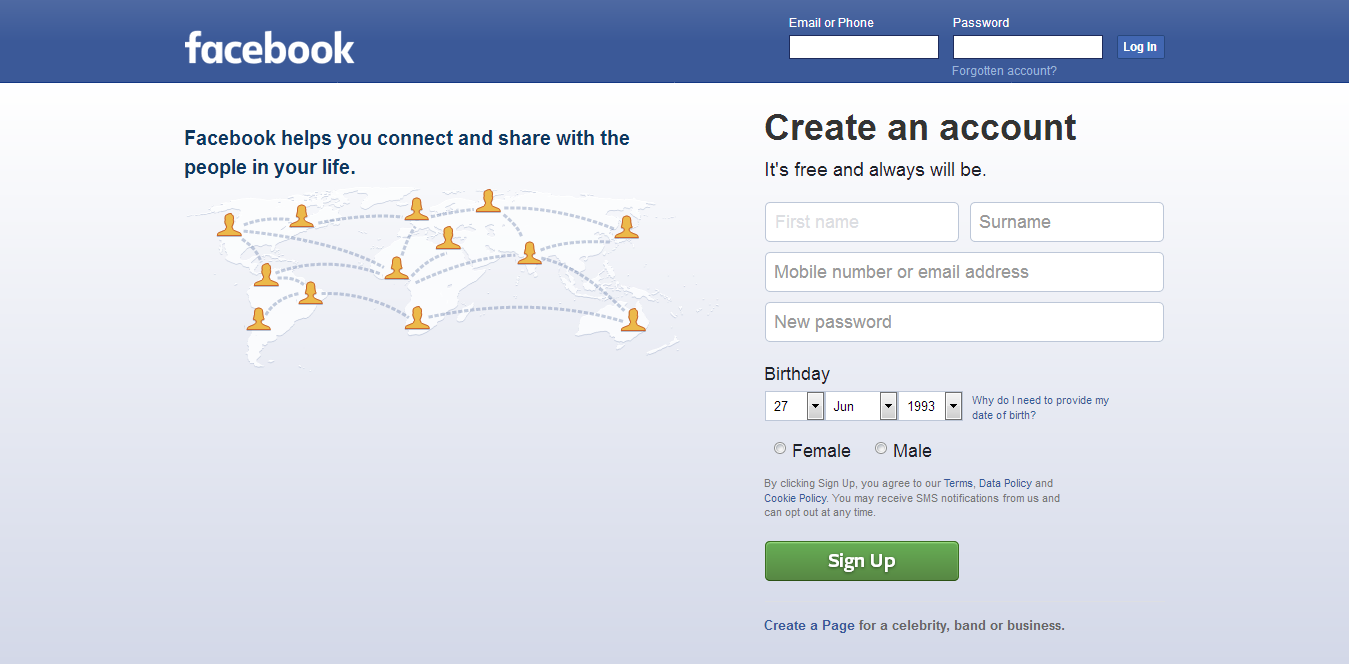 facebook
Email or Phone
Password
Log In
Forgotten account?
Facebook helps you connect and share with the
people in your life.
Create an account
It's free and always will be.
First name
Surname
Mobile number or email address
New password
Birthday
27
Jun
1993
Why do I need to provide my
date of birth?
Female
Male
By clicking Sign Up, you agree to our Terms, Data Policy and
Cookie Policy. You may receive SMS notifications from us and
can opt out at any time.
Sign Up
Create a Page for a celebrity, band or business.